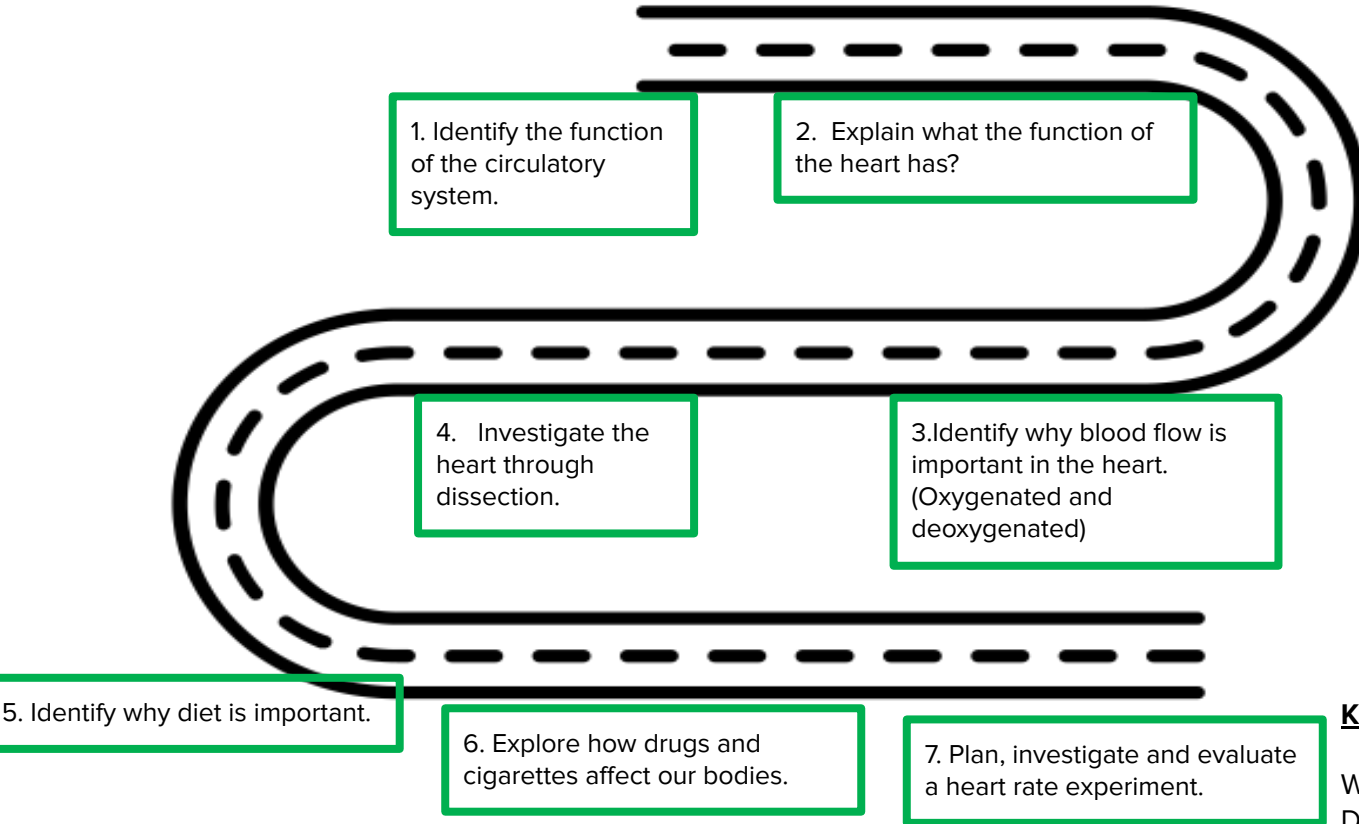 1. Identify the function
of the circulatory
system.
2. Explain what the function of
the heart has?
3.Identify why blood flow is
important in the heart.
(Oxygenated and
deoxygenated)
4. Investigate the
heart through
dissection.
5. Identify why diet is important.
6. Explore how drugs and
cigarettes affect our bodies.
7. Plan, investigate and evaluate
a heart rate experiment.